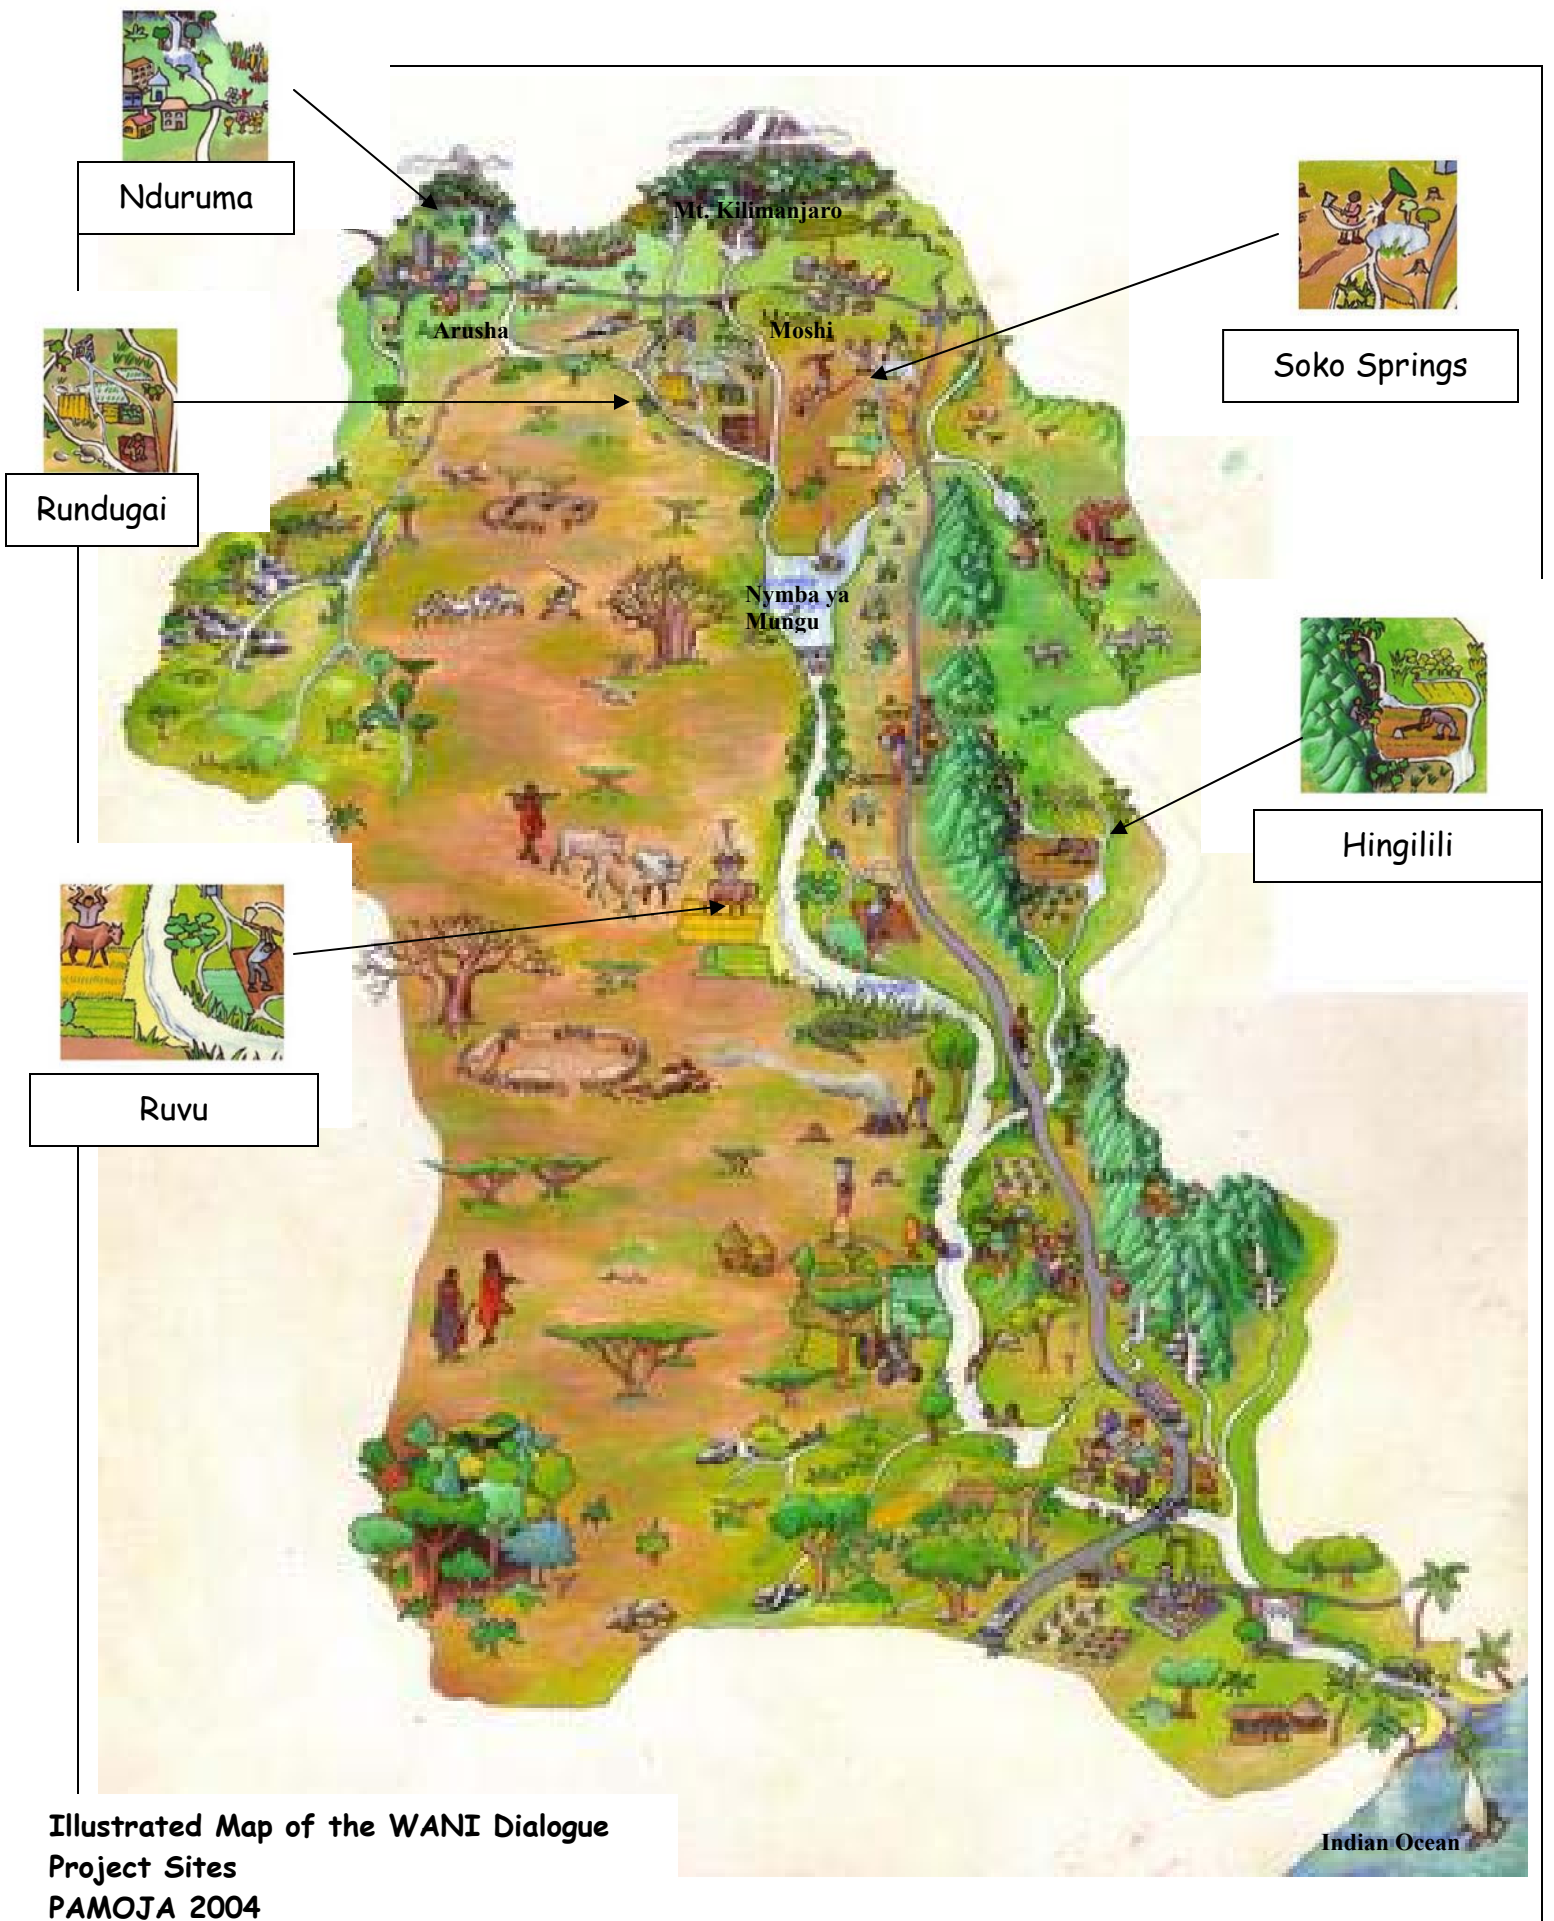 Nduruma
Mt. Kilimanjaro
Arusha
Moshi
Soko Springs
Rundugai
Nymba ya
Mungu
Hingilili
Ruvu
Indian Ocean
Illustrated Map of the WANI Dialogue
Project Sites
PAMOJA 2004